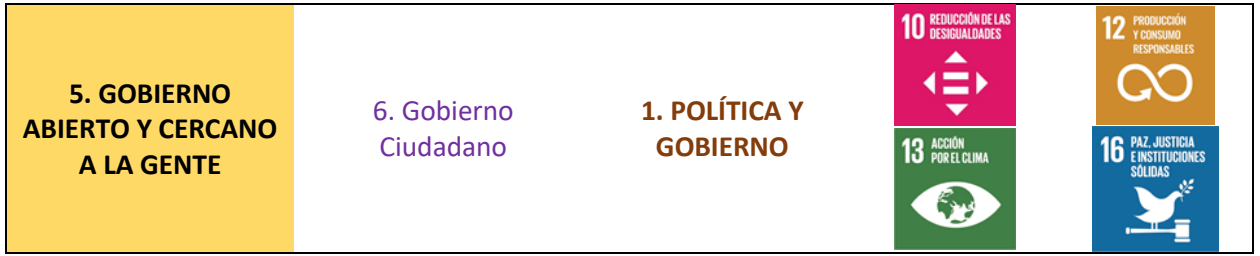 5. GOBIERNO
ABIERTO Y CERCANO
A LA GENTE
6. Gobierno
Ciudadano
1. POLÍTICA Y
GOBIERNO
10 REDUCCIÓN DE LAS
DESIGUALDADES
12 PRODUCCIÓN
Y CONSUMO
RESPONSABLES
13 ACCIÓN
POR EL CLIMA
16 PAZ, JUSTICIA
E INSTITUCIONES
SÓLIDAS